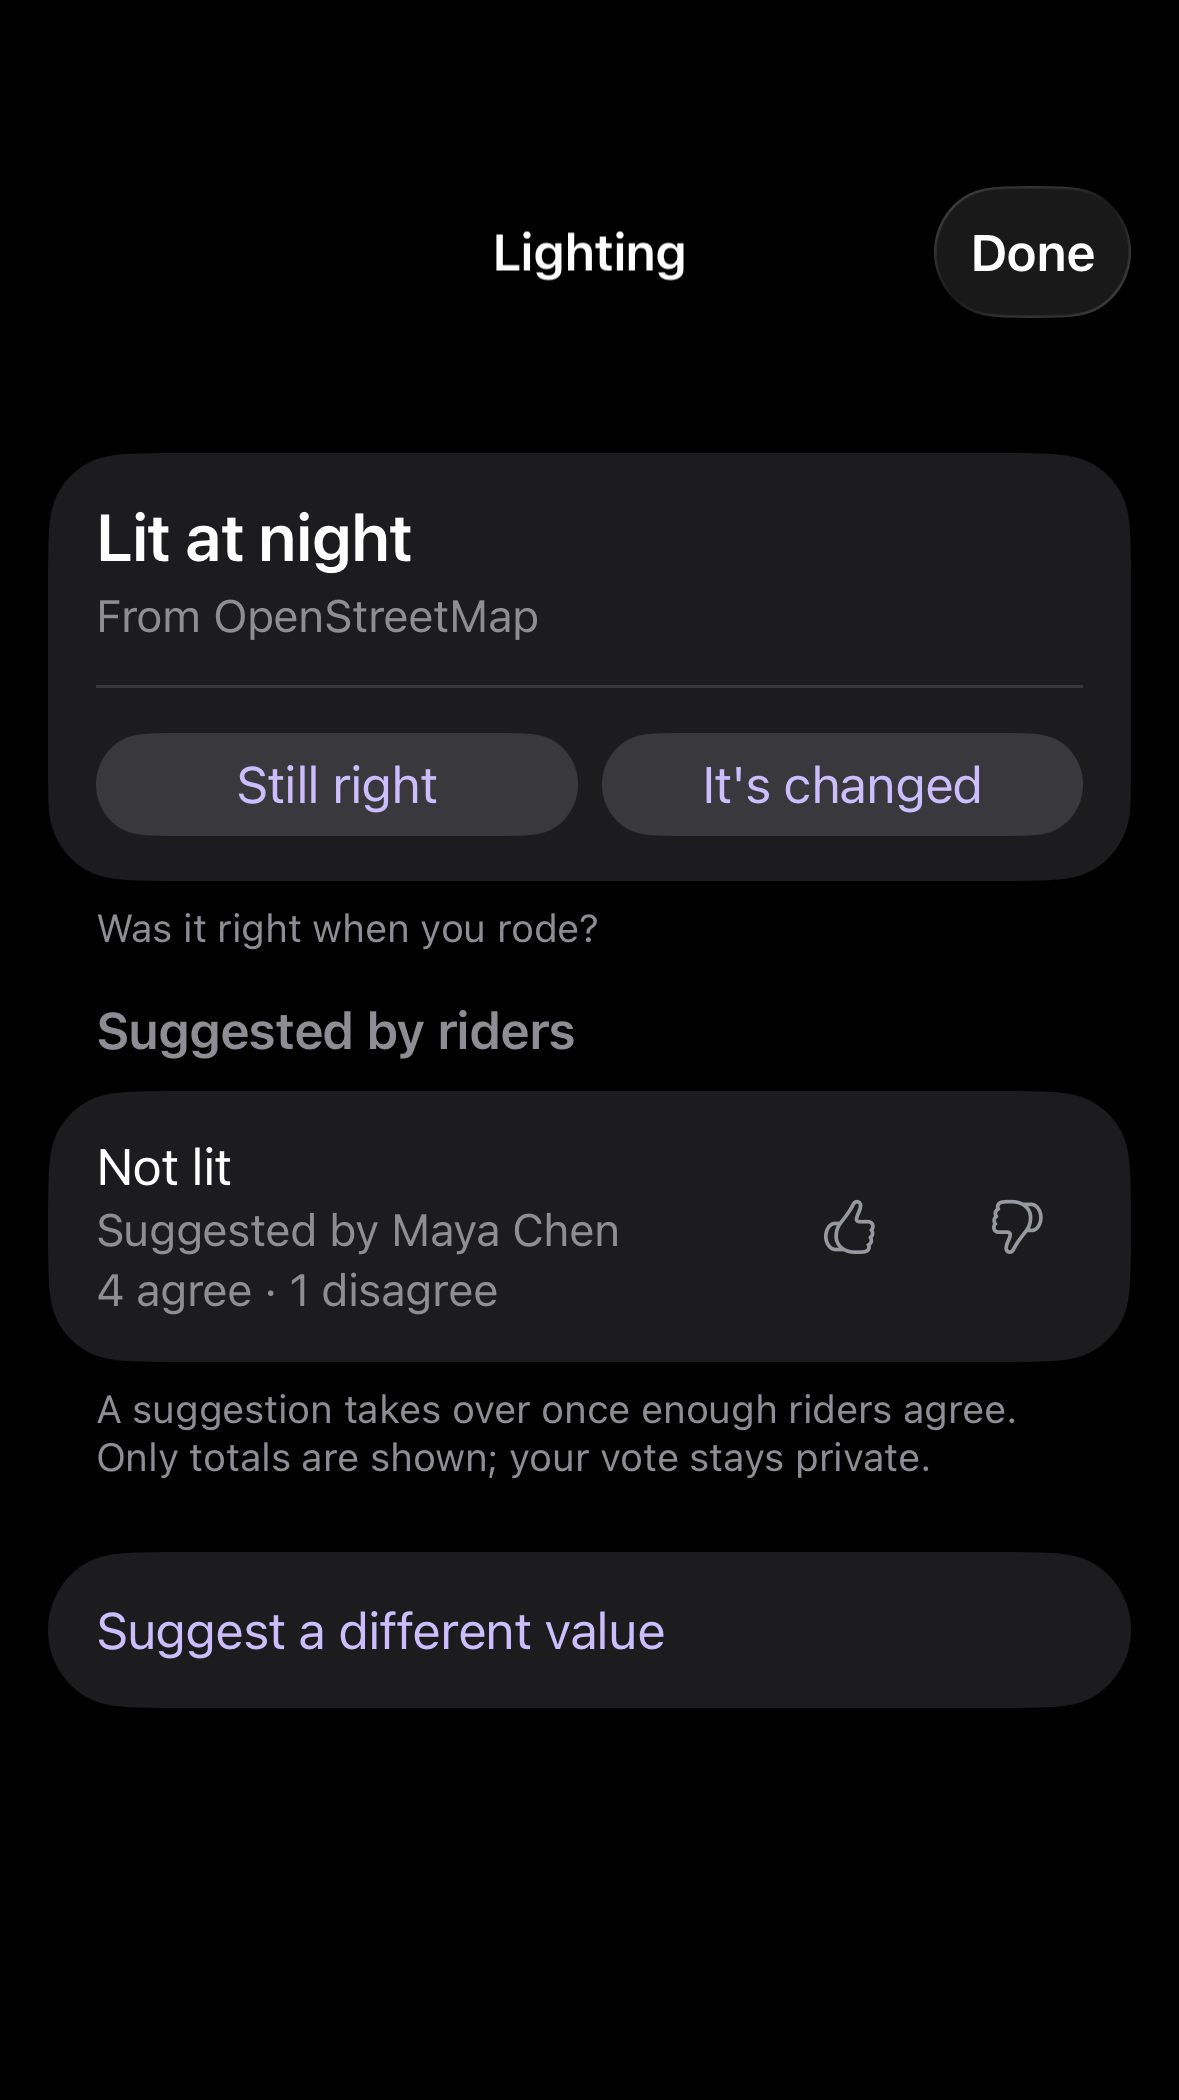 Lighting
Done
Lit at night
From OpenStreetMap
Still right
It's changed
Was it right when you rode?
Suggested by riders
Not lit
Suggested by Maya Chen
4 agree · 1 disagree
A suggestion takes over once enough riders agree.
Only totals are shown; your vote stays private.
Suggest a different value